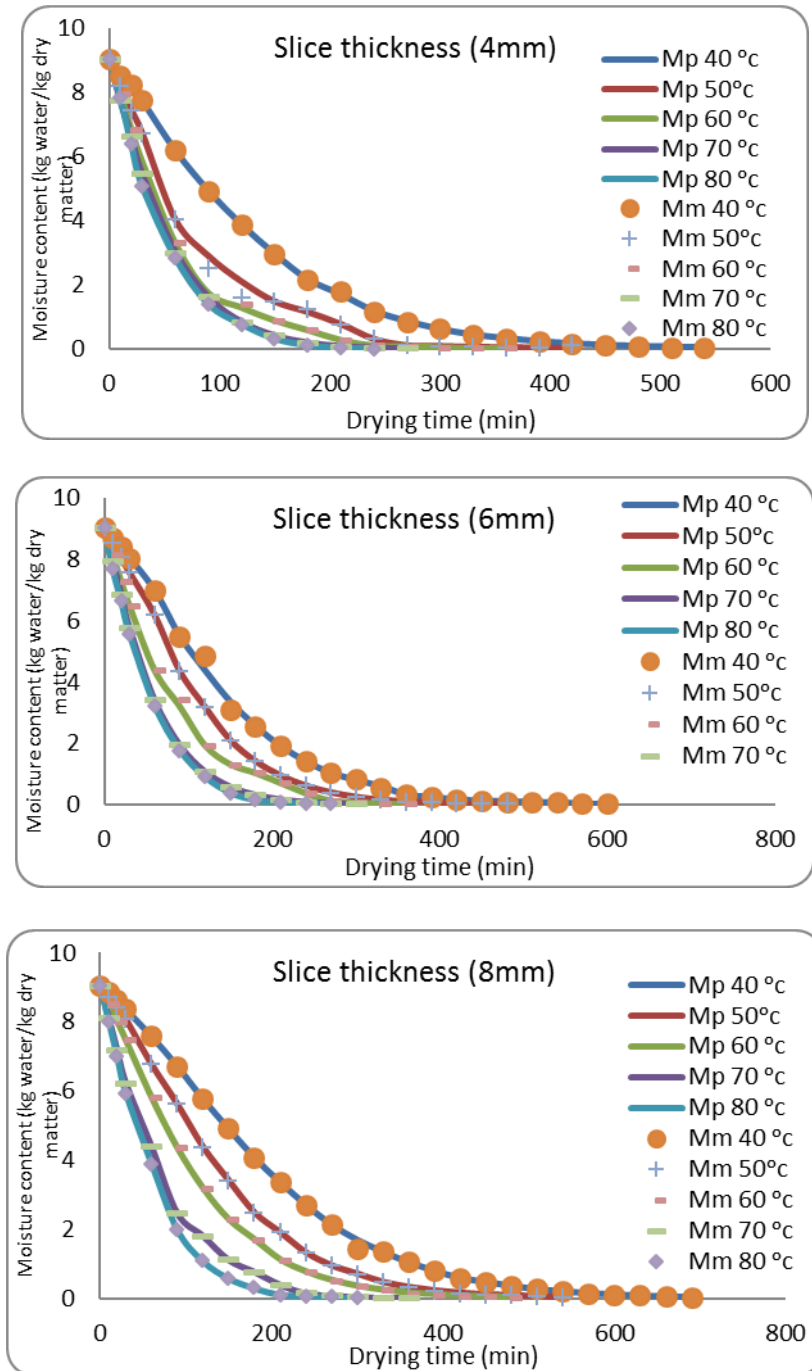 Slice thickness (4mm)
Moisture content (kg water/kg dry
matter)
10
8
6
4
2
0
0
100
200
300
400
500
600
Drying time (min)
Mp 40 °c
Mp 50°c
Mp 60 °c
Mp 70 °c
Mp 80 °c
Mm 40 °c
Mm 50°c
Mm 60 °c
Mm 70 °c
Mm 80 °c
Slice thickness (6mm)
Moisture content (kg water/kg dry
matter)
10
8
6
4
2
0
0
200
400
600
800
Drying time (min)
Mp 40 °c
Mp 50°c
Mp 60 °c
Mp 70 °c
Mp 80 °c
Mm 40 °c
Mm 50°c
Mm 60 °c
Mm 70 °c
Slice thickness (8mm)
Moisture content (kg water/kg dry
matter)
10
8
6
4
2
0
0
200
400
600
800
Drying time (min)
Mp 40 °c
Mp 50°c
Mp 60 °c
Mp 70 °c
Mp 80 °c
Mm 40 °c
Mm 50°c
Mm 60 °c
Mm 70 °c
Mm 80 °c